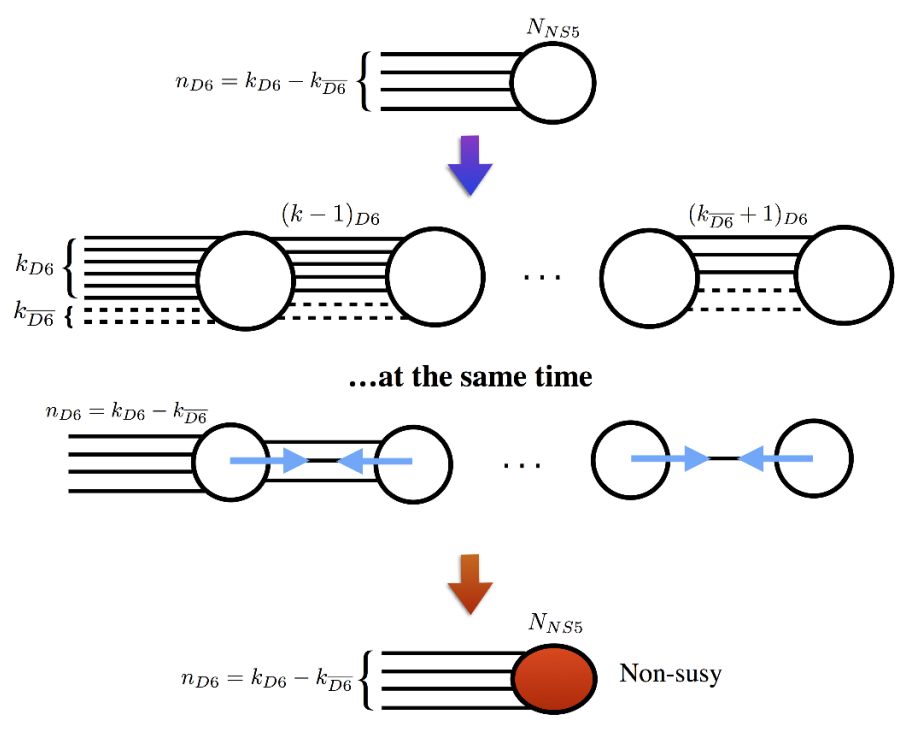 $N_{NS5}$
$n_{D6} = k_{D6} - k_{\overline{D6}}$
$(k-1)_{D6}$
$(k_{\overline{D6}}+1)_{D6}$
$k_{D6}$
$k_{\overline{D6}}$
. . .
...at the same time
$n_{D6} = k_{D6} - k_{\overline{D6}}$
. . .
$N_{NS5}$
$n_{D6} = k_{D6} - k_{\overline{D6}}$
Non-susy